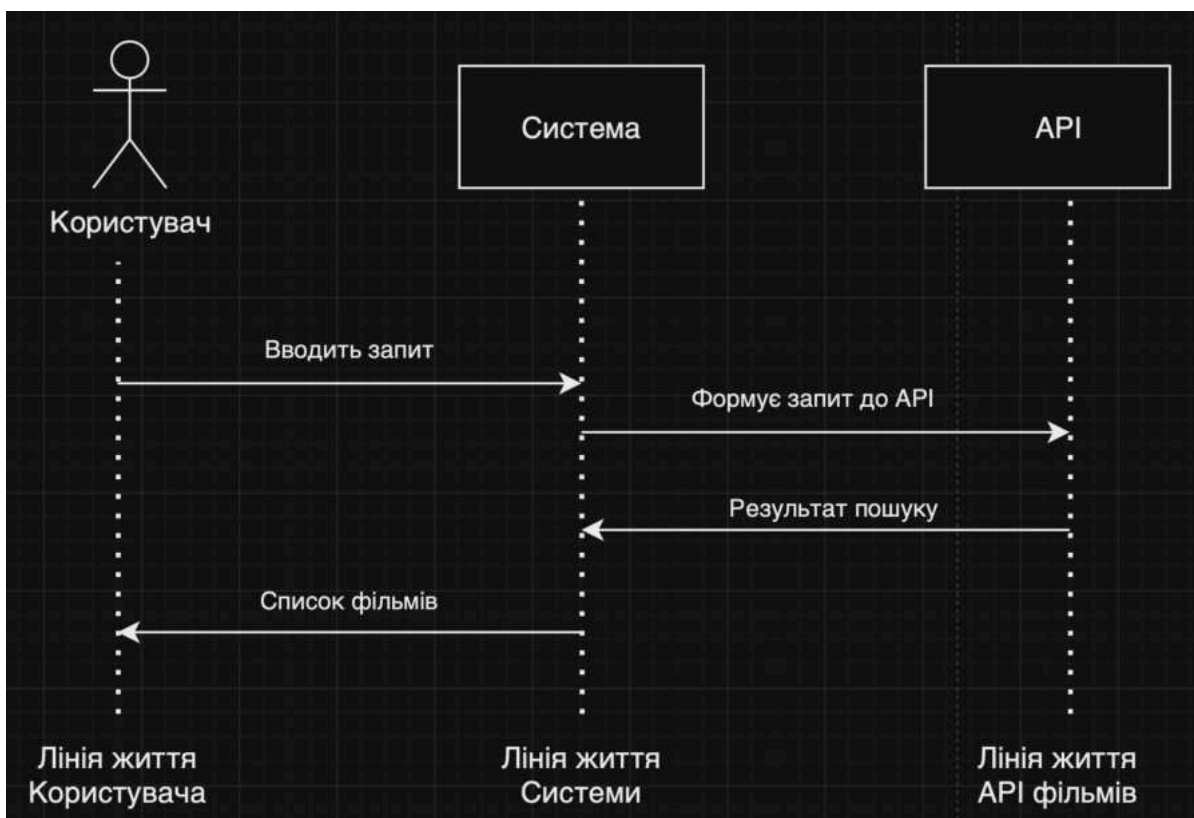 Система
API
Користувач
Вводить запит
Формує запит до API
Результат пошуку
Список фільмів
Лінія життя
Користувача
Лінія життя
Системи
Лінія життя
API фільмів